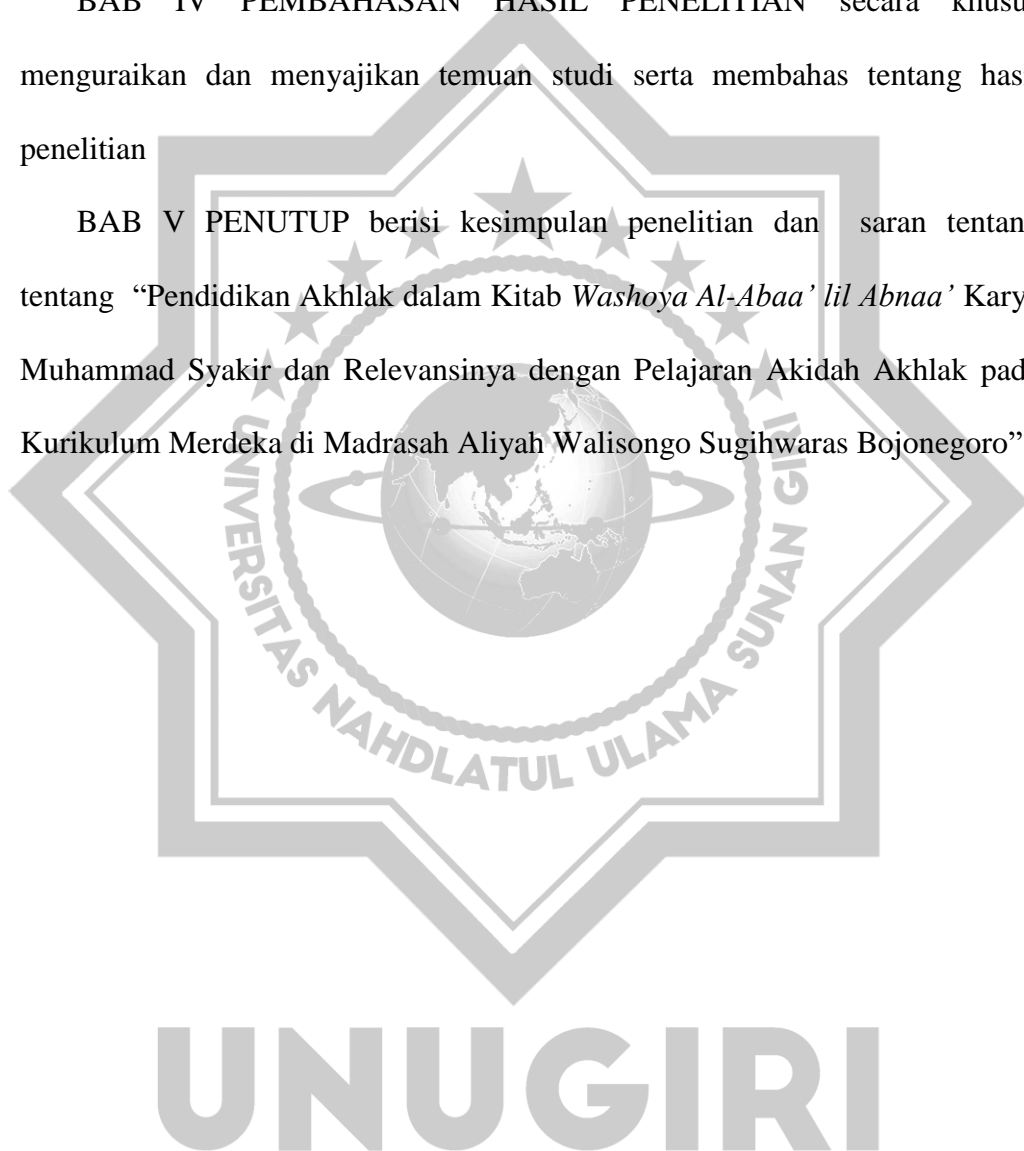 BAB IV PEMBAHASAN HASIL PENELITIAN secara khusu
menguraikan dan menyajikan temuan studi serta membahas tentang has
penelitian
BAB V PENUTUP berisi kesimpulan penelitian dan saran tentan
tentang “Pendidikan Akhlak dalam Kitab Washoya Al-Abaa’ lil Abnaa’ Kary
Muhammad Syakir dan Relevansinya dengan Pelajaran Akidah Akhlak pad
Kurikulum Merdeka di Madrasah Aliyah Walisongo Sugihwaras Bojonegoro”
UNIVERSITAS NAHDLATUL ULAMA SUNAN GIRI
UNUGIRI